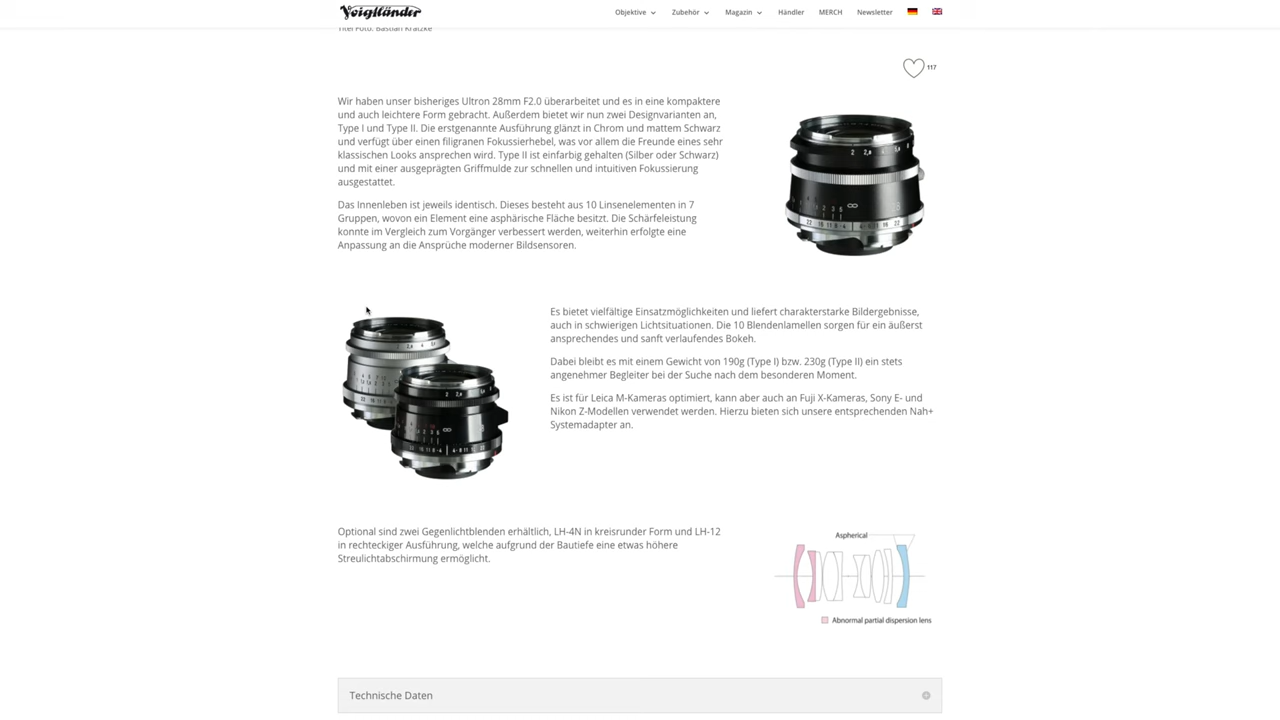 Voigtländer
Objektive Zubehör Magazin Händler MERCH Newsletter
Titel Foto: Bastian Kratzke
117
Wir haben unser bisheriges Ultron 28mm F2.0 überarbeitet und es in eine kompaktere
und auch leichtere Form gebracht. Außerdem bietet wir nun zwei Designvarianten an,
Type I und Type II. Die erstgenannte Ausführung glänzt in Chrom und mattem Schwarz
und verfügt über einen filigranen Fokussierhebel, was vor allem die Freunde eines sehr
klassischen Looks ansprechen wird. Type II ist einfarbig gehalten (Silber oder Schwarz)
und mit einer ausgeprägten Griffmulde zur schnellen und intuitiven Fokussierung
ausgestattet.
Das Innenleben ist jeweils identisch. Dieses besteht aus 10 Linsenelementen in 7
Gruppen, wovon ein Element eine asphärische Fläche besitzt. Die Schärfeleistung
konnte im Vergleich zum Vorgänger verbessert werden, weiterhin erfolgte eine
Anpassung an die Ansprüche moderner Bildsensoren.
Es bietet vielfältige Einsatzmöglichkeiten und liefert charakterstarke Bildergebnisse,
auch in schwierigen Lichtsituationen. Die 10 Blendenlamellen sorgen für ein äußerst
ansprechendes und sanft verlaufendes Bokeh.
Dabei bleibt es mit einem Gewicht von 190g (Type I) bzw. 230g (Type II) ein stets
angenehmer Begleiter bei der Suche nach dem besonderen Moment.
Es ist für Leica M-Kameras optimiert, kann aber auch an Fuji X-Kameras, Sony E- und
Nikon Z-Modellen verwendet werden. Hierzu bieten sich unsere entsprechenden Nah+
Systemadapter an.
Optional sind zwei Gegenlichtblenden erhältlich, LH-4N in kreisrunder Form und LH-12
in rechteckiger Ausführung, welche aufgrund der Bautiefe eine etwas höhere
Streulichtabschirmung ermöglicht.
Aspherical
Abnormal partial dispersion lens
Technische Daten